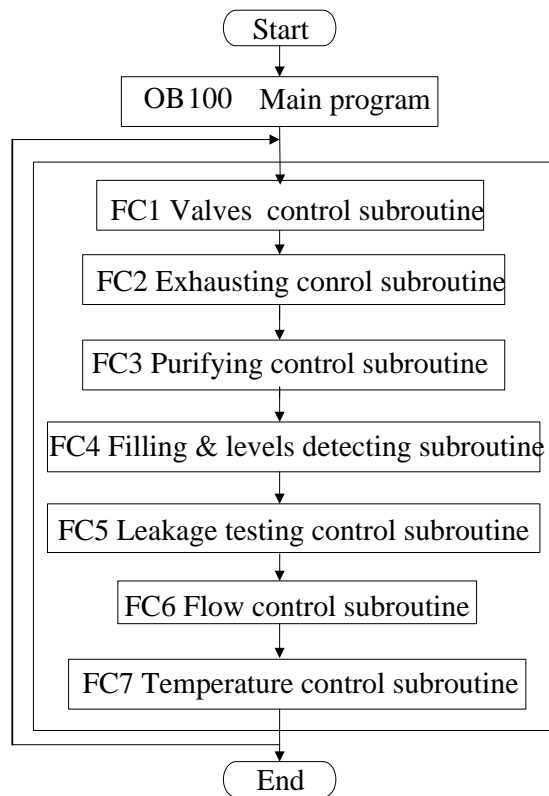 Start
OB100 Main program
FC1 Valves control subroutine
FC2 Exhausting conrol subroutine
FC3 Purifying control subroutine
FC4 Filling & levels detecting subroutine
FC5 Leakage testing control subroutine
FC6 Flow control subroutine
FC7 Temperature control subroutine
End